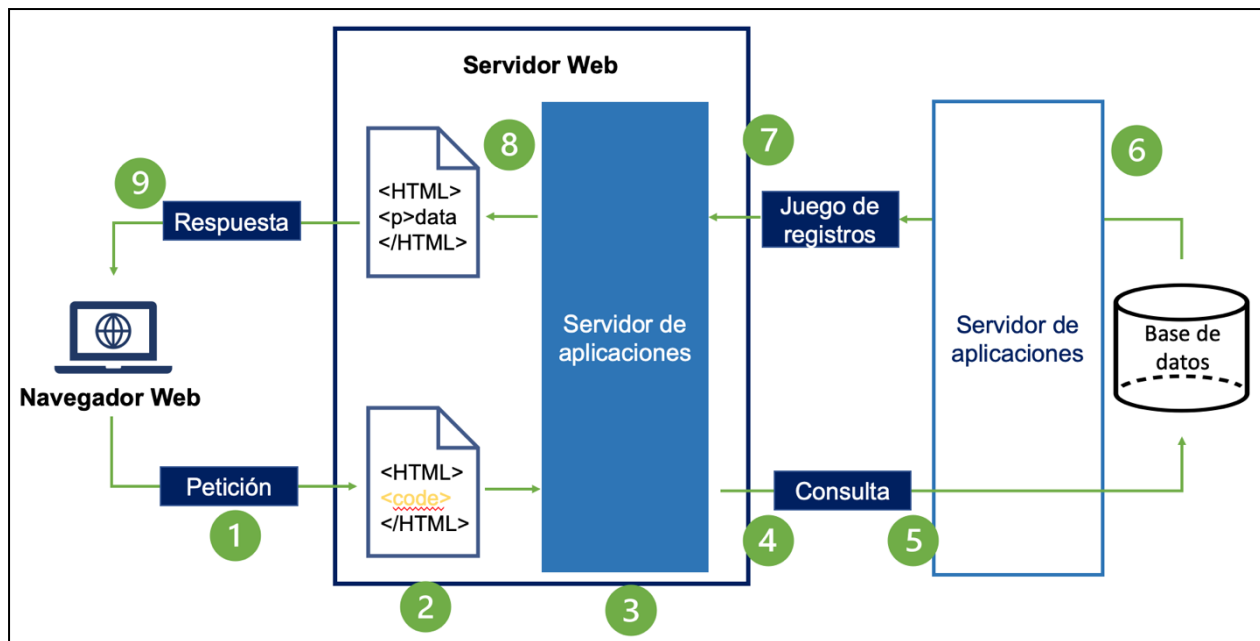 Servidor Web
9
Respuesta
<HTML>
<p>data
</HTML>
8
7
Juego de
registros
6
Servidor de
aplicaciones
Servidor de
aplicaciones
Base de
datos
Navegador Web
Petición
1
<HTML>
<code>
</HTML>
2
3
4
Consulta
5